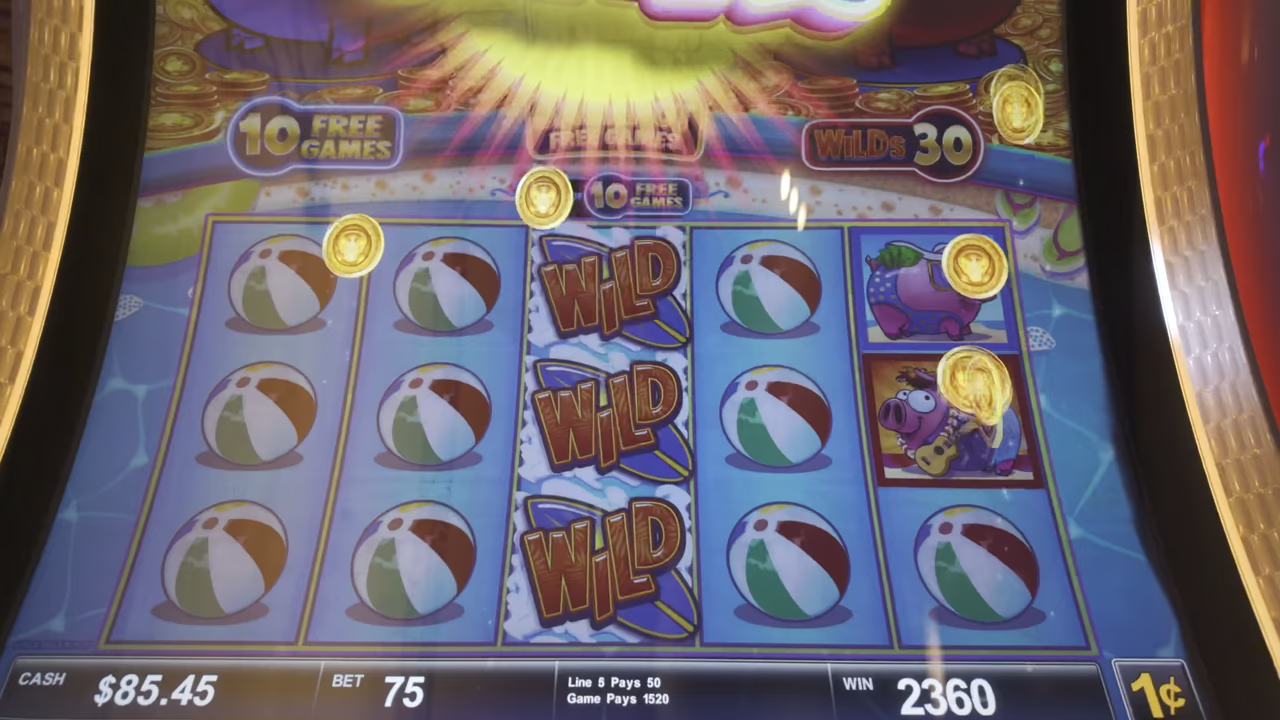 10 FREE GAMES
FREE GAMES
WiLDS 30
10 FREE GAMES
WiLD
WiLD
WiLD
CASH $85.45
BET 75
Line 5 Pays 50
Game Pays 1520
WIN 2360
1¢